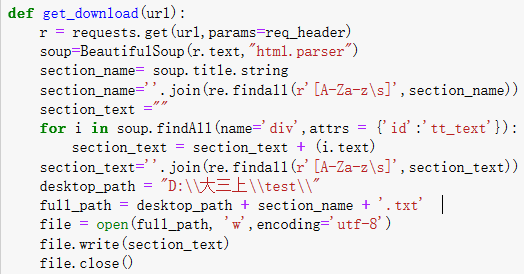 def get_download(url):
    r = requests.get(url,params=req_header)
    soup=BeautifulSoup(r.text,"html.parser")
    section_name= soup.title.string
    section_name=''.join(re.findall(r'[A-Za-z\s]',section_name))
    section_text =""
    for i in soup.findAll(name='div',attrs = {'id':'tt_text'}):
        section_text = section_text + (i.text)
    section_text=''.join(re.findall(r'[A-Za-z\s]',section_text))
    desktop_path = "D:\\大三上\\test\\"
    full_path = desktop_path + section_name + '.txt'
    file = open(full_path, 'w',encoding='utf-8')
    file.write(section_text)
    file.close()